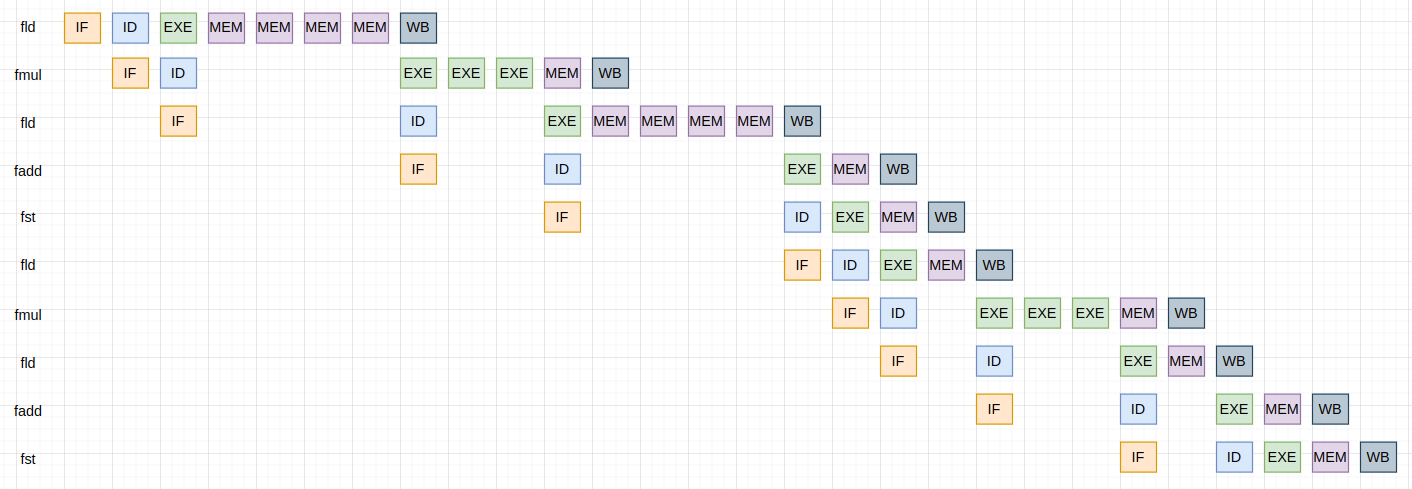 fld IF ID EXE MEM MEM MEM MEM WB
fmul IF ID EXE EXE EXE MEM WB
fld IF ID EXE MEM MEM MEM MEM WB
fadd IF ID EXE MEM WB
fst IF ID EXE MEM WB
fld IF ID EXE MEM WB
fmul IF ID EXE EXE EXE MEM WB
fld IF ID EXE MEM WB
fadd IF ID EXE MEM WB
fst IF ID EXE MEM WB